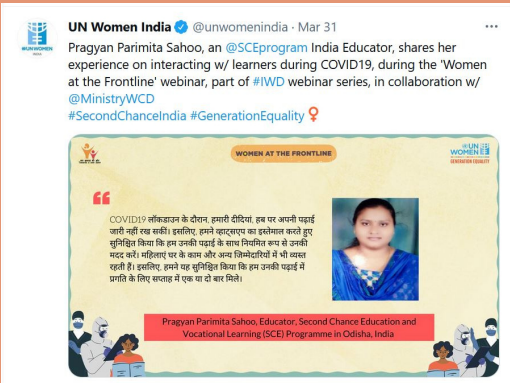 UN Women India @unwomenindia · Mar 31
Pragyan Parimita Sahoo, an @SCEprogram India Educator, shares her
experience on interacting w/ learners during COVID19, during the 'Women
at the Frontline' webinar, part of #IWD webinar series, in collaboration w/
@MinistryWCD
#SecondChanceIndia #GenerationEquality
WOMEN AT THE FRONTLINE
UN
WOMEN
GENERATION EQUALITY
COVID19 लॉकडाउन के दौरान, हमारी दीदियां, हब पर अपनी पढ़ाई
जारी नहीं रख सकीं। इसलिए, हमने व्हाट्सएप का इस्तेमाल करते हुए
सुनिश्चित किया कि हम उनकी पढ़ाई के साथ नियमित रूप से उनकी
मदद करें। महिलाएं घर के काम और अन्य जिम्मेदारियों में भी व्यस्त
रहती हैं। इसलिए, हमने यह सुनिश्चित किया कि हम उनकी पढ़ाई में
प्रगति के लिए सप्ताह में एक या दो बार मिले।
Pragyan Parimita Sahoo, Educator, Second Chance Education and
Vocational Learning (SCE) Programme in Odisha, India